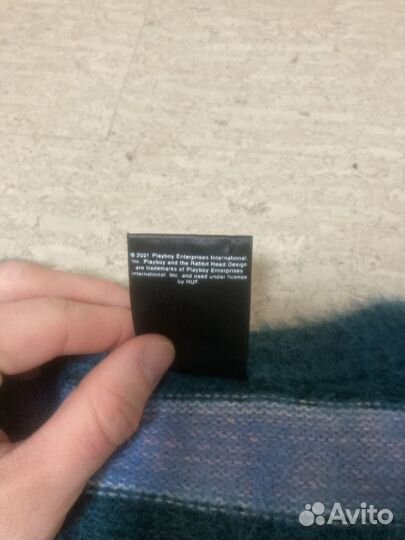 © 2021 Playboy Enterprises International,
Inc. Playboy and the Rabbit Head Design
are trademarks of Playboy Enterprises
International, Inc. and used under license
by HUF.
Avito